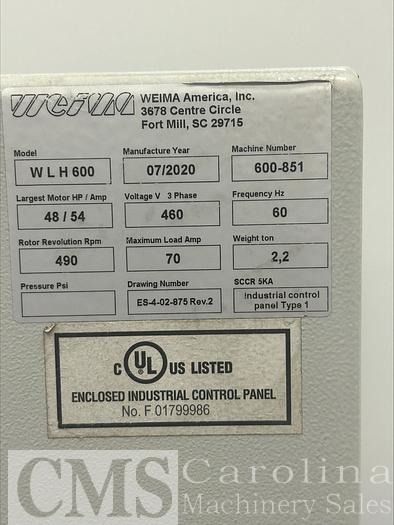 weima WEIMA America, Inc.
3678 Centre Circle
Fort Mill, SC 29715
Model Manufacture Year Machine Number
W L H 600 07/2020 600-851
Largest Motor HP / Amp Voltage V 3 Phase Frequency Hz
48 / 54 460 60
Rotor Revolution Rpm Maximum Load Amp Weight ton
490 70 2,2
Pressure Psi Drawing Number SCCR 5KA
ES-4-02-875 Rev.2 Industrial control
panel Type 1
C UL US LISTED
ENCLOSED INDUSTRIAL CONTROL PANEL
No. F 01799986
CMS Carolina
Machinery Sales